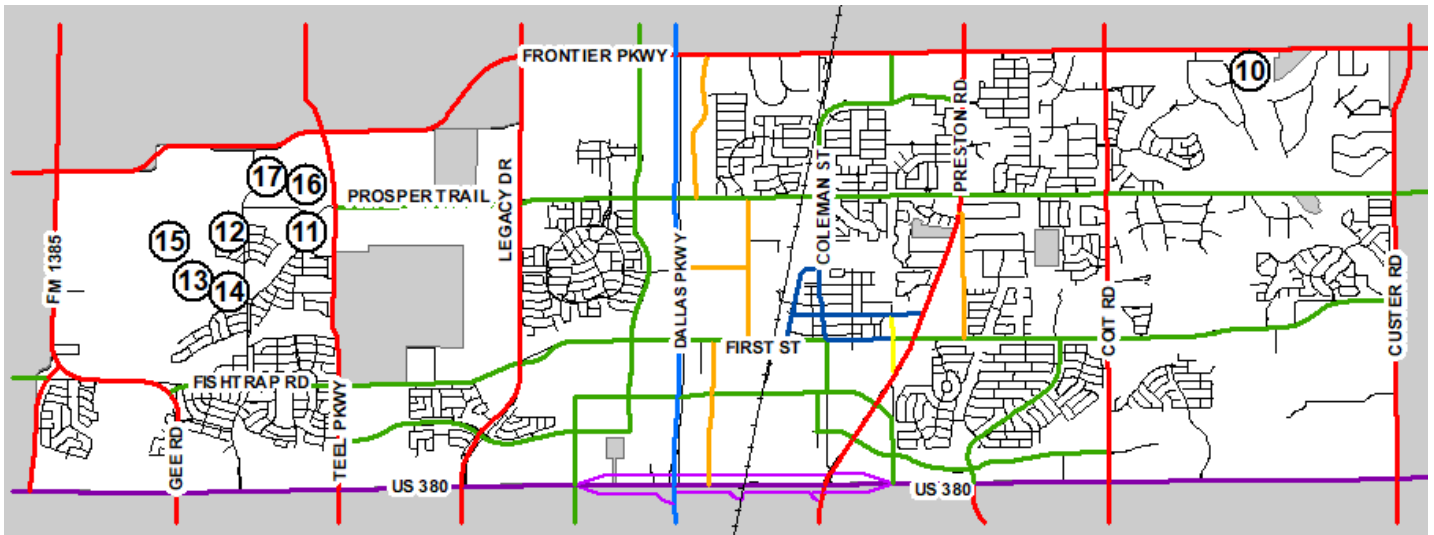 FRONTIER PKWY
10
PRESTON RD
17
16
PROSPER TRAIL
LEGACY DR
COLEMAN ST
15
12
11
FM 1385
13
14
DALLAS PKWY
COIT RD
CUSTER RD
FIRST ST
FISHTRAP RD
GEE RD
TEEL PKWY
US 380
US 380